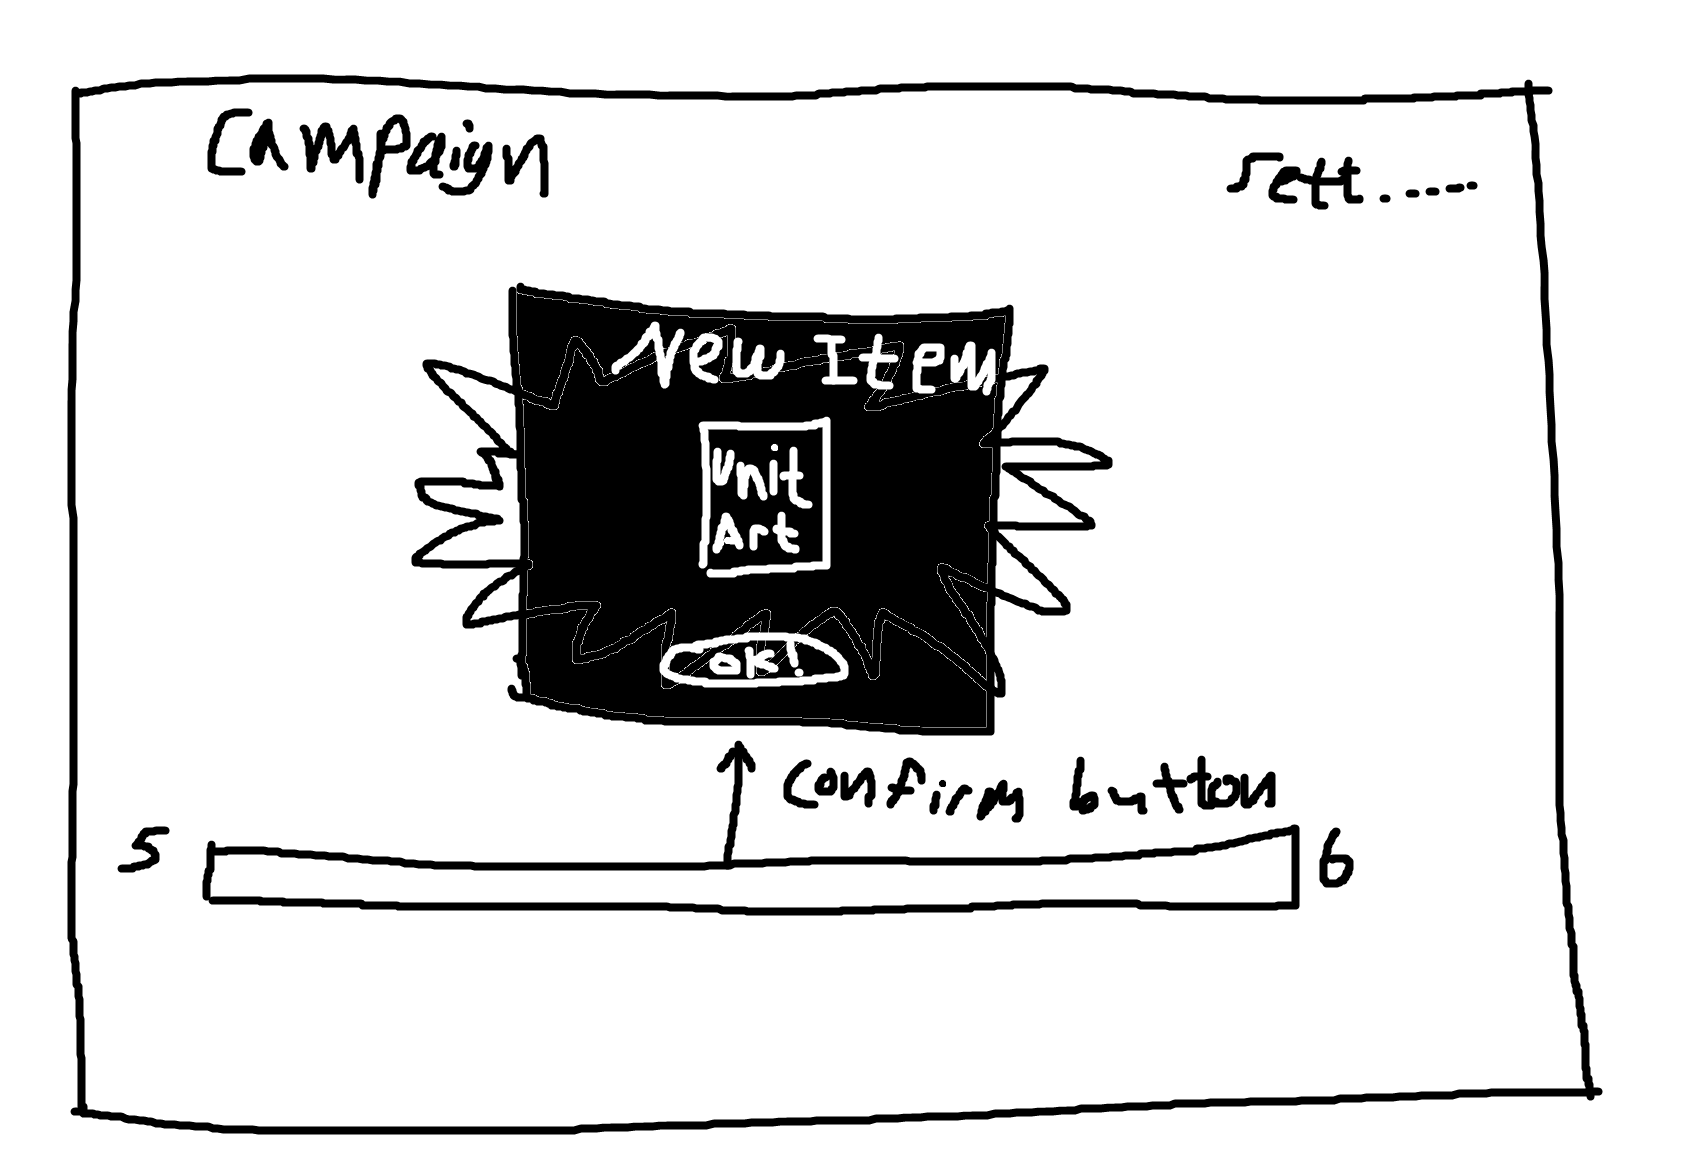 Campaign
Sett......
New Item
Unit
Art
OK!
Confirm button
5
6